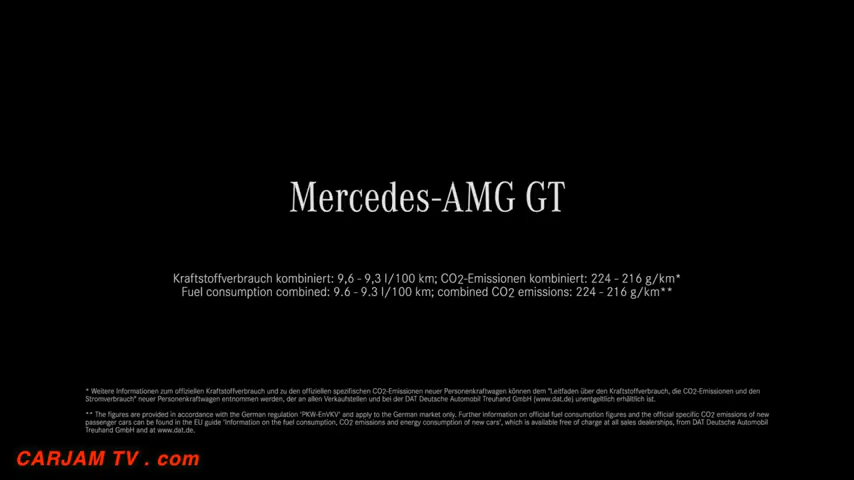 Mercedes-AMG GT
Kraftstoffverbrauch kombiniert: 9,6 - 9,3 l/100 km; CO2-Emissionen kombiniert: 224 - 216 g/km*
Fuel consumption combined: 9.6 - 9.3 l/100 km; combined CO2 emissions: 224 - 216 g/km**
* Weitere Informationen zum offiziellen Kraftstoffverbrauch und zu den offiziellen spezifischen CO2-Emissionen neuer Personenkraftwagen können dem "Leitfaden über den Kraftstoffverbrauch, die CO2-Emissionen und den
Stromverbrauch" neuer Personenkraftwagen entnommen werden, der an allen Verkaufstellen und bei der DAT Deutsche Automobil Treuhand GmbH (www.dat.de) unentgeltlich erhältlich ist.
** The figures are provided in accordance with the German regulation 'PKW-EnVKV' and apply to the German market only. Further information on official fuel consumption figures and the official specific CO2 emissions of new
passenger cars can be found in the EU guide 'Information on the fuel consumption, CO2 emissions and energy consumption of new cars', which is available free of charge at all sales dealerships, from DAT Deutsche Automobil
Treuhand GmbH and at www.dat.de.
CARJAM TV . com